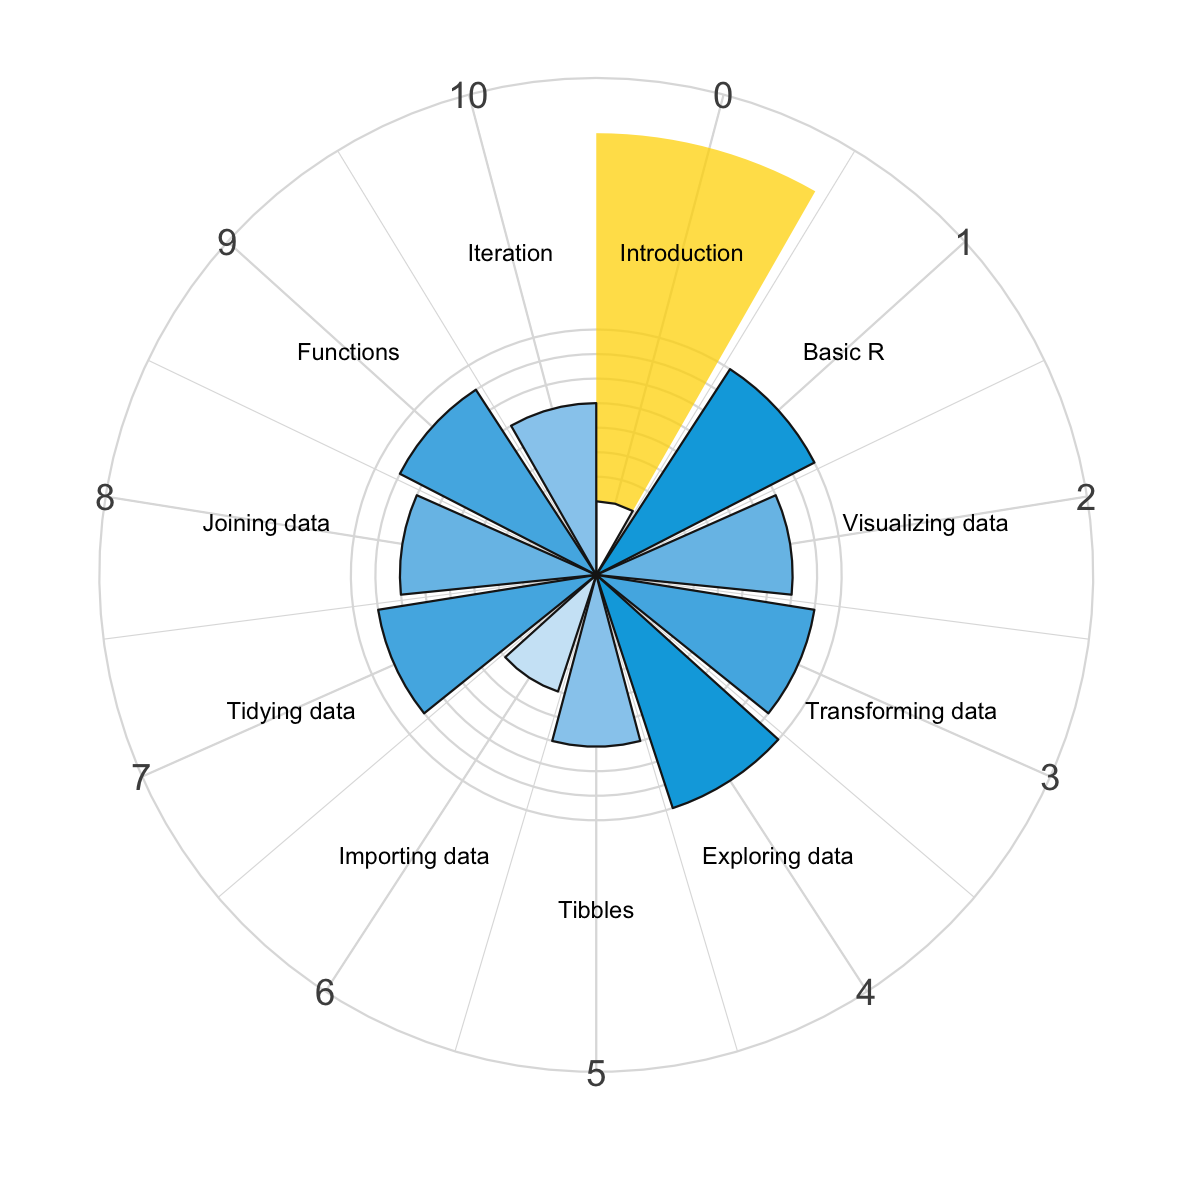 10
0
9
1
Iteration
Introduction
Functions
Basic R
8
2
Joining data
Visualizing data
Tidying data
Transforming data
7
3
Importing data
Exploring data
Tibbles
6
4
5